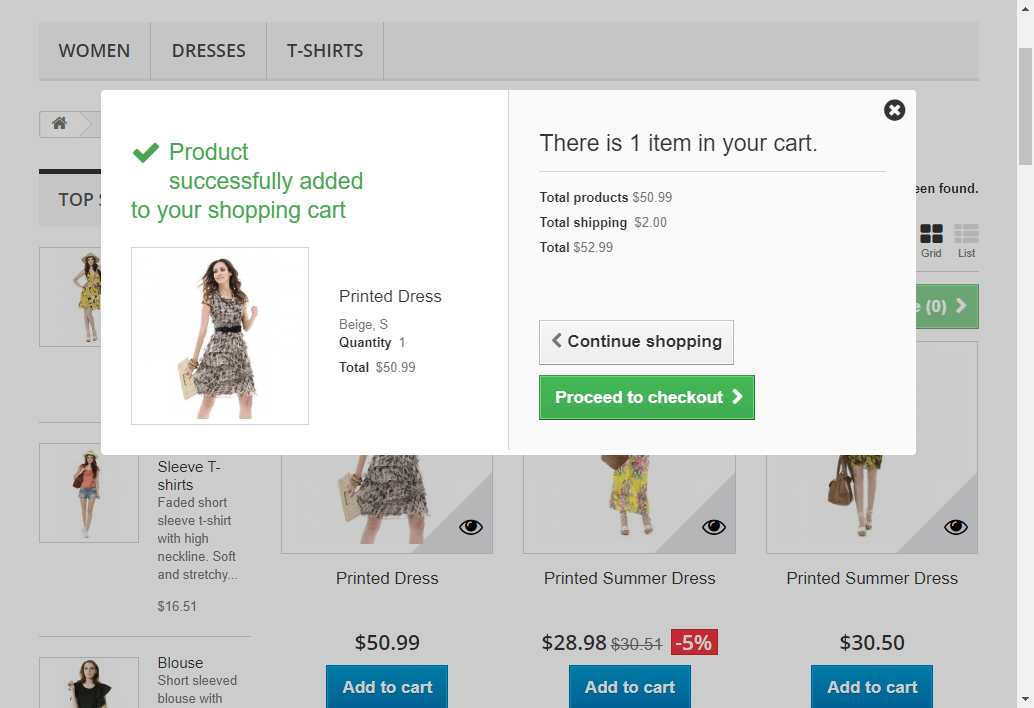 WOMEN
DRESSES
T-SHIRTS
Product
successfully added
to your shopping cart
Printed Dress
Beige, S
Quantity 1
Total $50.99
There is 1 item in your cart.
Total products $50.99
Total shipping $2.00
Total $52.99
Continue shopping
Proceed to checkout
TOP
een found.
Grid
List
e (0)
Sleeve T-
shirts
Faded short
sleeve t-shirt
with high
neckline. Soft
and stretchy...
$16.51
Blouse
Short sleeved
blouse with
Printed Dress
$50.99
Add to cart
Printed Summer Dress
$28.98 $30.51 -5%
Add to cart
Printed Summer Dress
$30.50
Add to cart